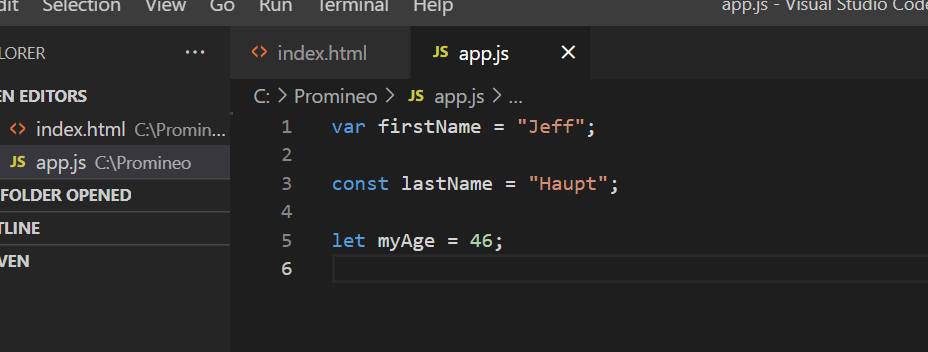 dit Selection View Go Run Terminal Help app.js - Visual Studio Code
LORER ...
index.html
JS app.js ×
EN EDITORS
index.html C:\Promin...
JS app.js C:\Promineo
FOLDER OPENED
TLINE
VEN
C: > Promineo > JS app.js > ...
1 var firstName = "Jeff";
2
3 const lastName = "Haupt";
4
5 let myAge = 46;
6